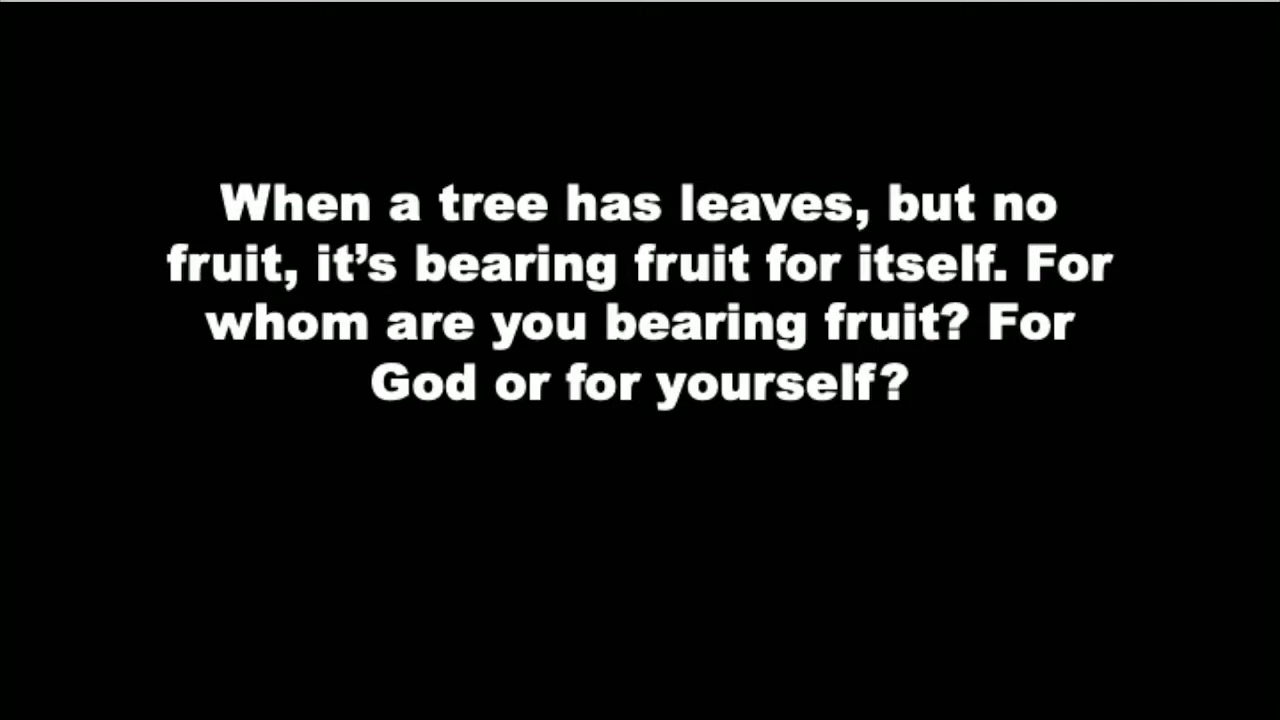 When a tree has leaves, but no
fruit, it’s bearing fruit for itself. For
whom are you bearing fruit? For
God or for yourself?